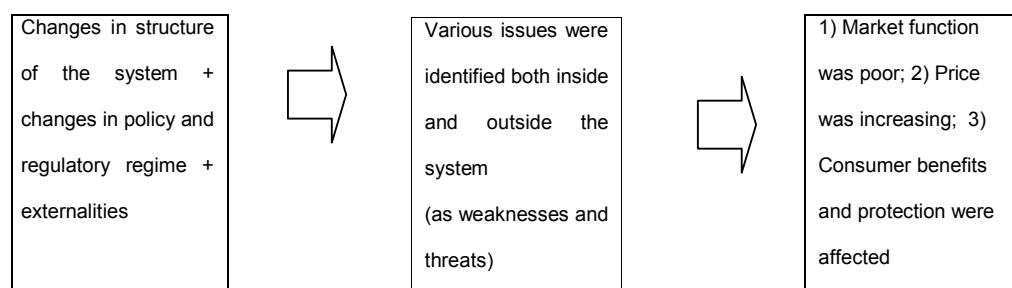 Changes in structure
of the system +
changes in policy and
regulatory regime +
externalities
Various issues were
identified both inside
and outside the
system
(as weaknesses and
threats)
1) Market function
was poor; 2) Price
was increasing; 3)
Consumer benefits
and protection were
affected